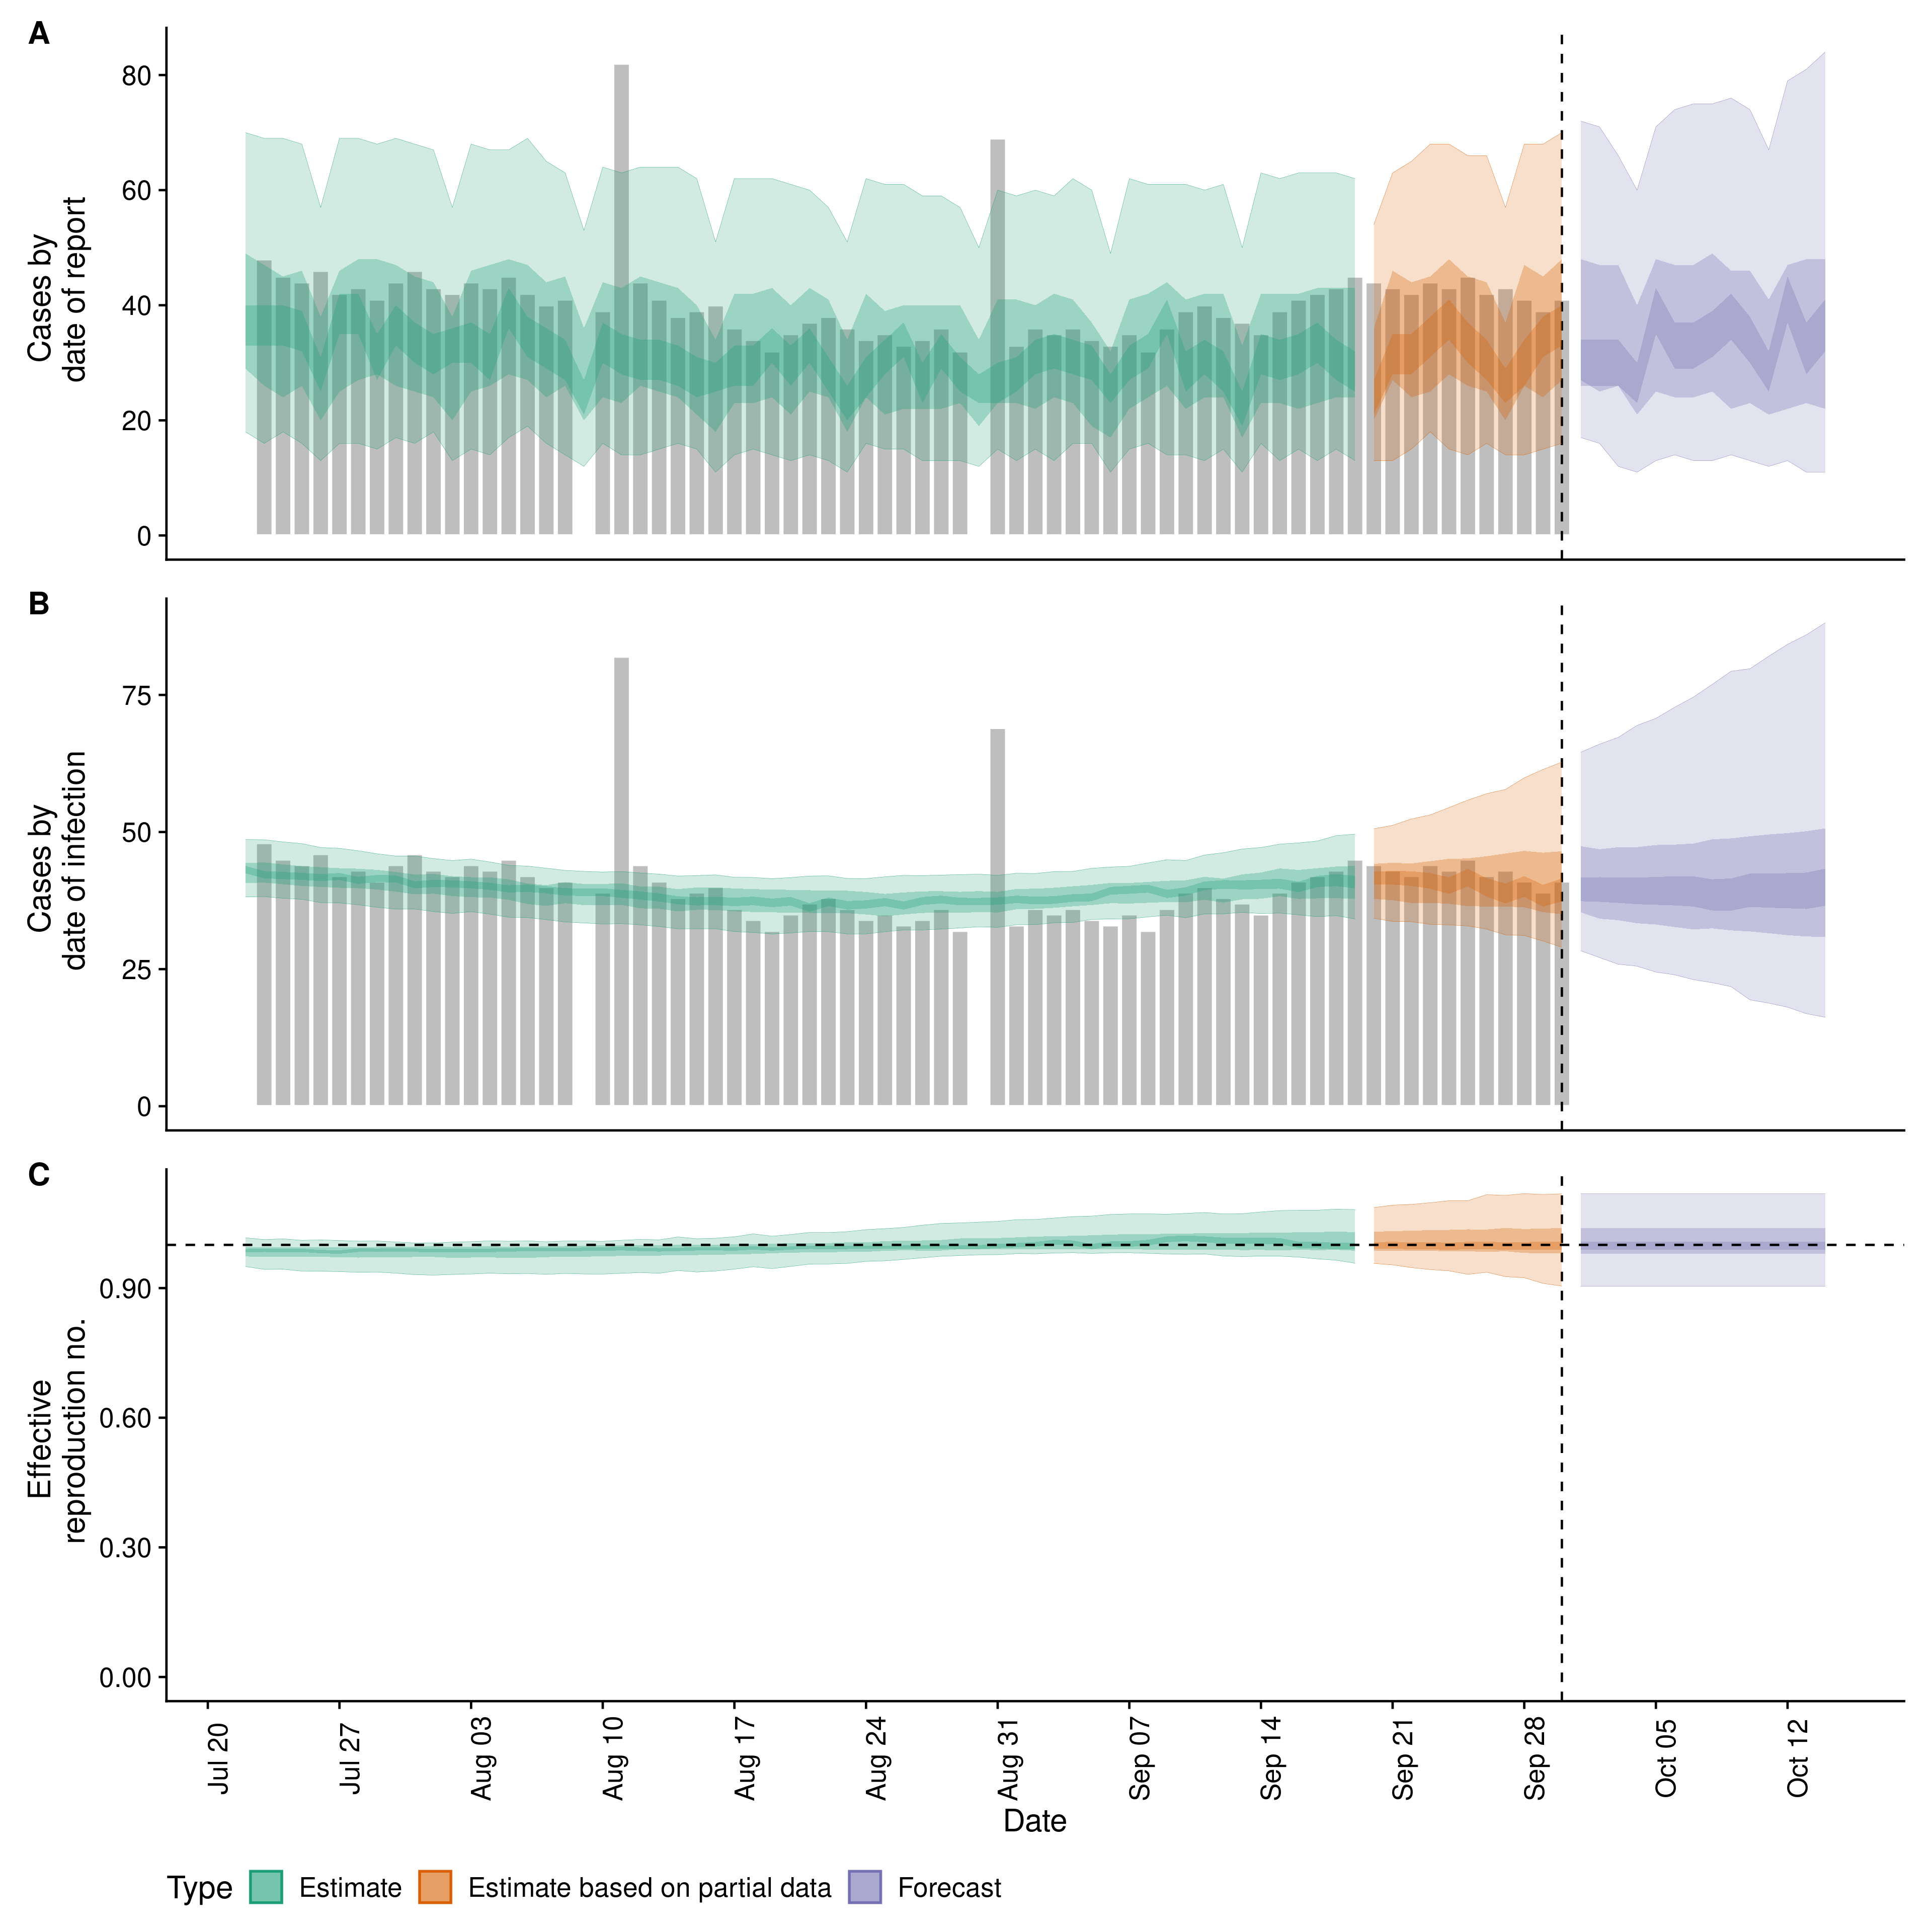 A
Cases by
date of report
80
60
40
20
0
B
Cases by
date of infection
75
50
25
0
C
Effective
reproduction no.
0.90
0.60
0.30
0.00
Jul 20
Jul 27
Aug 03
Aug 10
Aug 17
Aug 24
Aug 31
Sep 07
Sep 14
Sep 21
Sep 28
Oct 05
Oct 12
Date
Type Estimate Estimate based on partial data Forecast